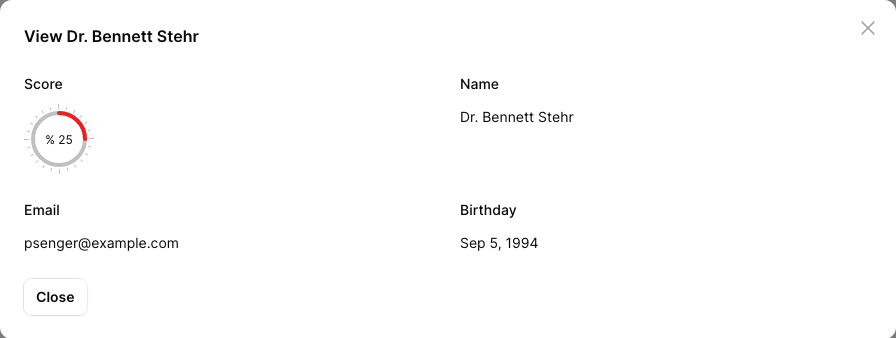 View Dr. Bennett Stehr
Score
Name
% 25
Dr. Bennett Stehr
Email
Birthday
psenger@example.com
Sep 5, 1994
Close